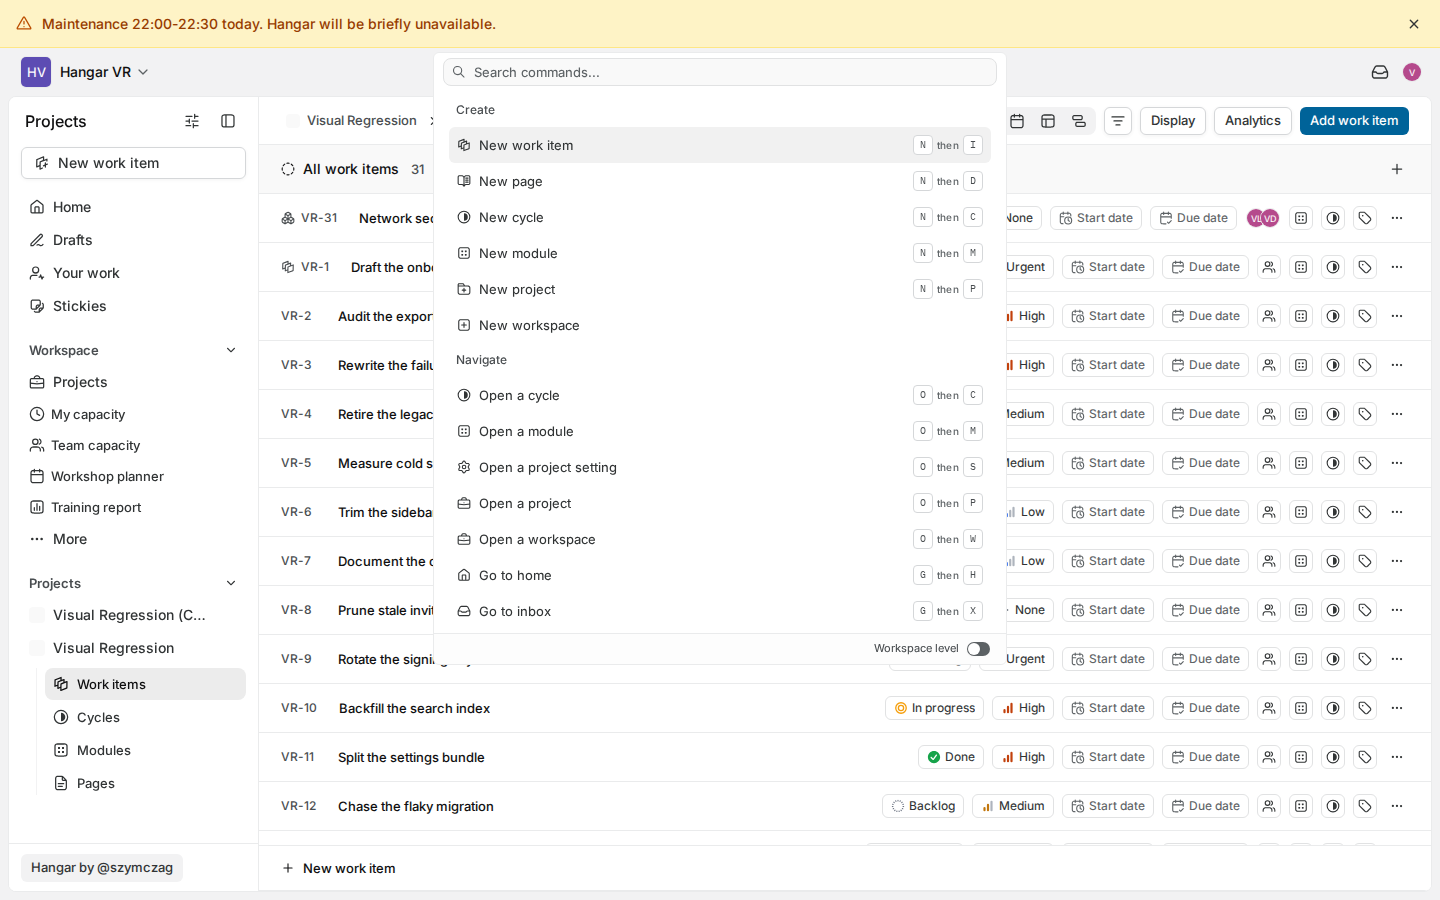 Maintenance 22:00-22:30 today. Hangar will be briefly unavailable.
HV Hangar VR
V
Search commands...
Create
New work item N then I
New page N then D
New cycle N then C
New module N then M
New project N then P
New workspace
Navigate
Open a cycle O then C
Open a module O then M
Open a project setting O then S
Open a project O then P
Open a workspace O then W
Go to home G then H
Go to inbox G then X
Workspace level
Projects
New work item
Home
Drafts
Your work
Stickies
Workspace
Projects
My capacity
Team capacity
Workshop planner
Training report
More
Projects
Visual Regression (C...
Visual Regression
Work items
Cycles
Modules
Pages
Hangar by @szymczag
Visual Regression
Display Analytics Add work item
All work items 31
VR-31 Network None Start date Due date VD
VR-1 Draft the Urgent Start date Due date
VR-2 Audit the High Start date Due date
VR-3 Rewrite the High Start date Due date
VR-4 Retire the Medium Start date Due date
VR-5 Measure cold Medium Start date Due date
VR-6 Trim the Low Start date Due date
VR-7 Document the Low Start date Due date
VR-8 Prune stale None Start date Due date
VR-9 Rotate the Urgent Start date Due date
VR-10 Backfill the search index In progress High Start date Due date
VR-11 Split the settings bundle Done High Start date Due date
VR-12 Chase the flaky migration Backlog Medium Start date Due date
New work item